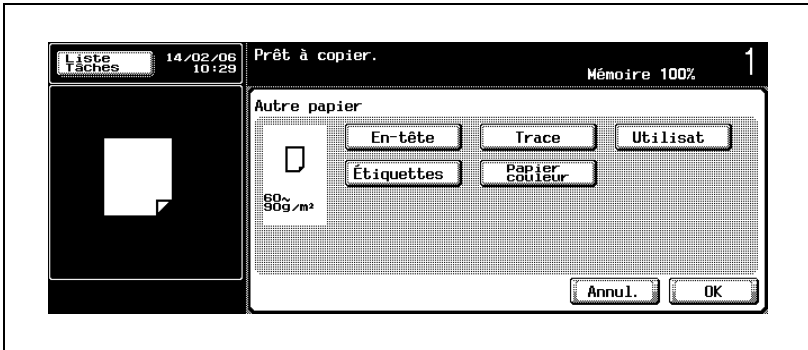 Liste
Tâches
14/02/06
10:29
Prêt à copier.
Mémoire 100%
1
Autre papier
En-tête
Trace
Utilisat
Étiquettes
Papier
couleur
60~
90g/m²
Annul.
OK